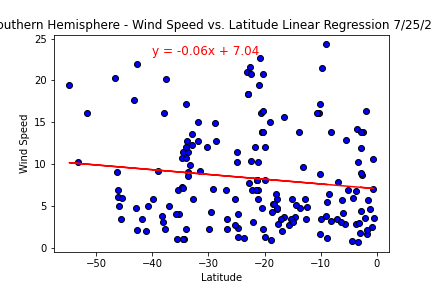 outhern Hemisphere - Wind Speed vs. Latitude Linear Regression 7/25/2
y = -0.06x + 7.04
25
20
15
10
5
0
Wind Speed
−50 −40 −30 −20 −10 0
Latitude